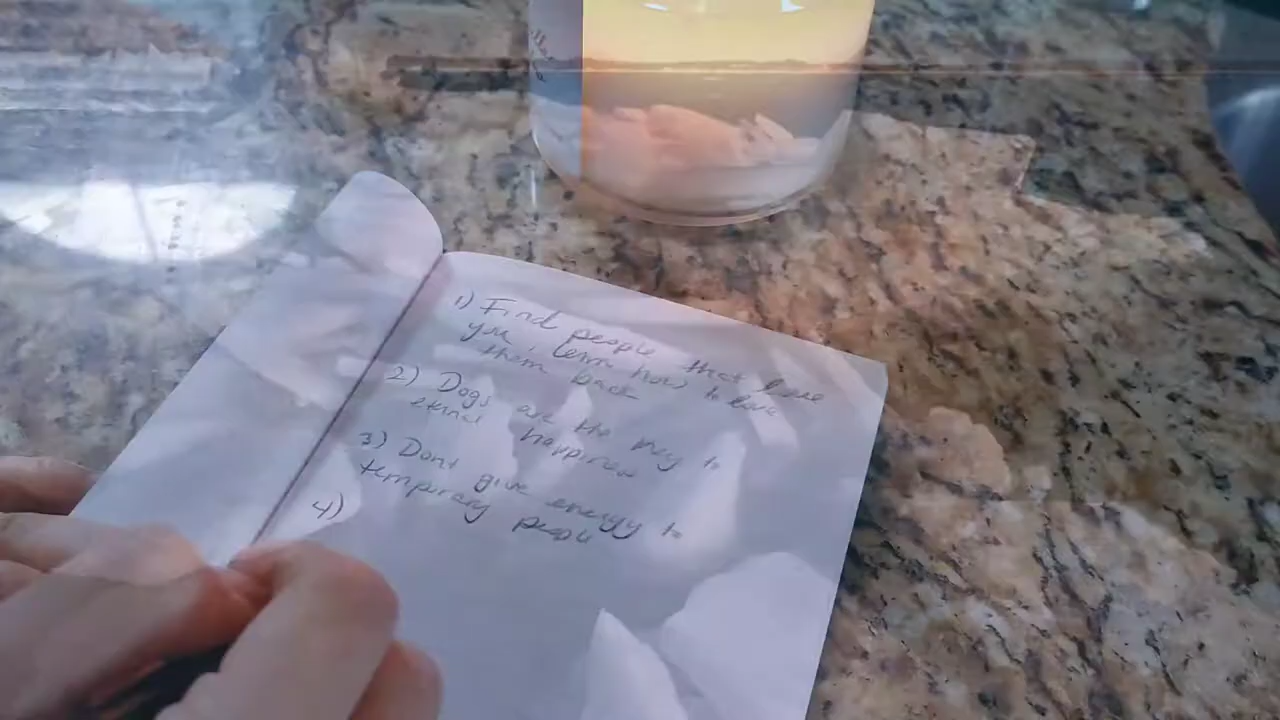 1) Find people that love
you learn how to love
them back
2) Dogs are the key to
eternal happiness
3) Dont give energy to
temporary people
4)